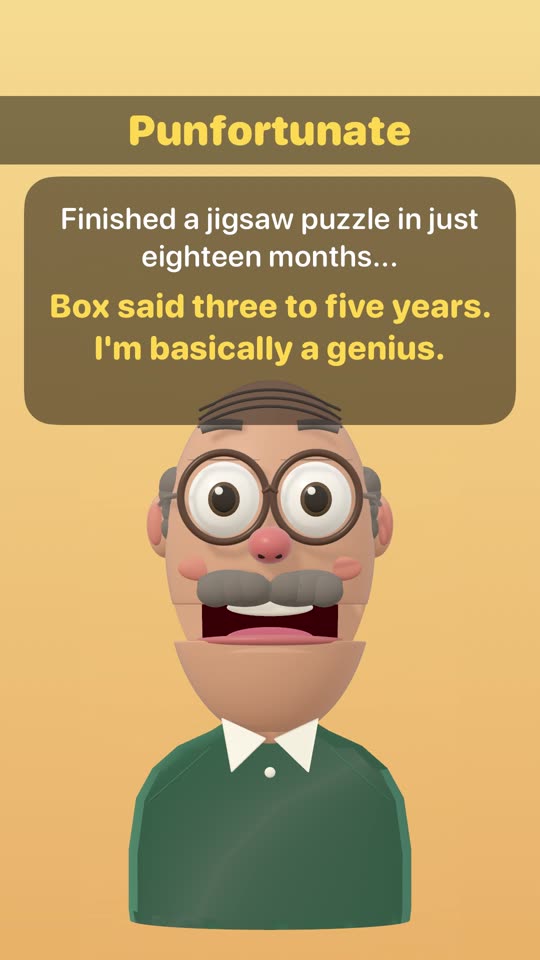 Punfortunate
Finished a jigsaw puzzle in just
eighteen months...
Box said three to five years.
I'm basically a genius.